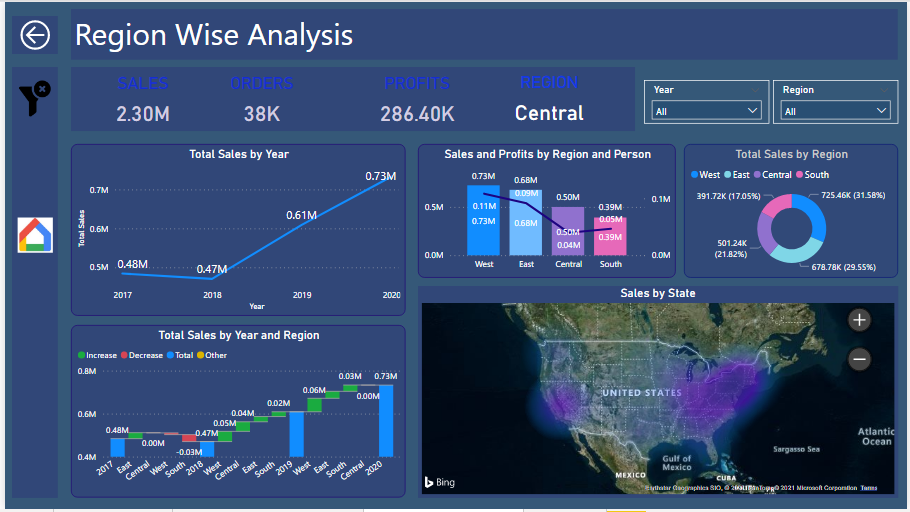 Region Wise Analysis
SALES ORDERS PROFITS REGION
2.30M 38K 286.40K Central
Year Region
All All
Total Sales by Year
Total Sales
0.7M
0.6M
0.5M
0.48M
0.47M
0.61M
0.73M
2017 2018 2019 2020
Year
Sales and Profits by Region and Person
0.5M
0.0M
0.73M
0.11M
0.73M
0.68M
0.09M
0.68M
0.50M
0.50M
0.04M
0.39M
0.05M
0.39M
0.1M
0.0M
West East Central South
Total Sales by Region
West East Central South
391.72K (17.05%)
725.46K (31.58%)
501.24K
(21.82%)
678.78K (29.55%)
Total Sales by Year and Region
Increase Decrease Total Other
0.8M
0.6M
0.4M
0.48M
0.00M
-0.03M
0.47M
0.05M
0.04M
0.02M
0.06M
0.03M
0.00M
0.73M
2017 East Central West South 2018 West Central East South 2019 West East South Central 2020
Sales by State
+
UNITED STATES
Atlantic
Ocean
Sargasso Sea
Gulf of
Mexico
MEXICO
CUBA
P.R.
Bing
2021 Microsoft Corporation Terms